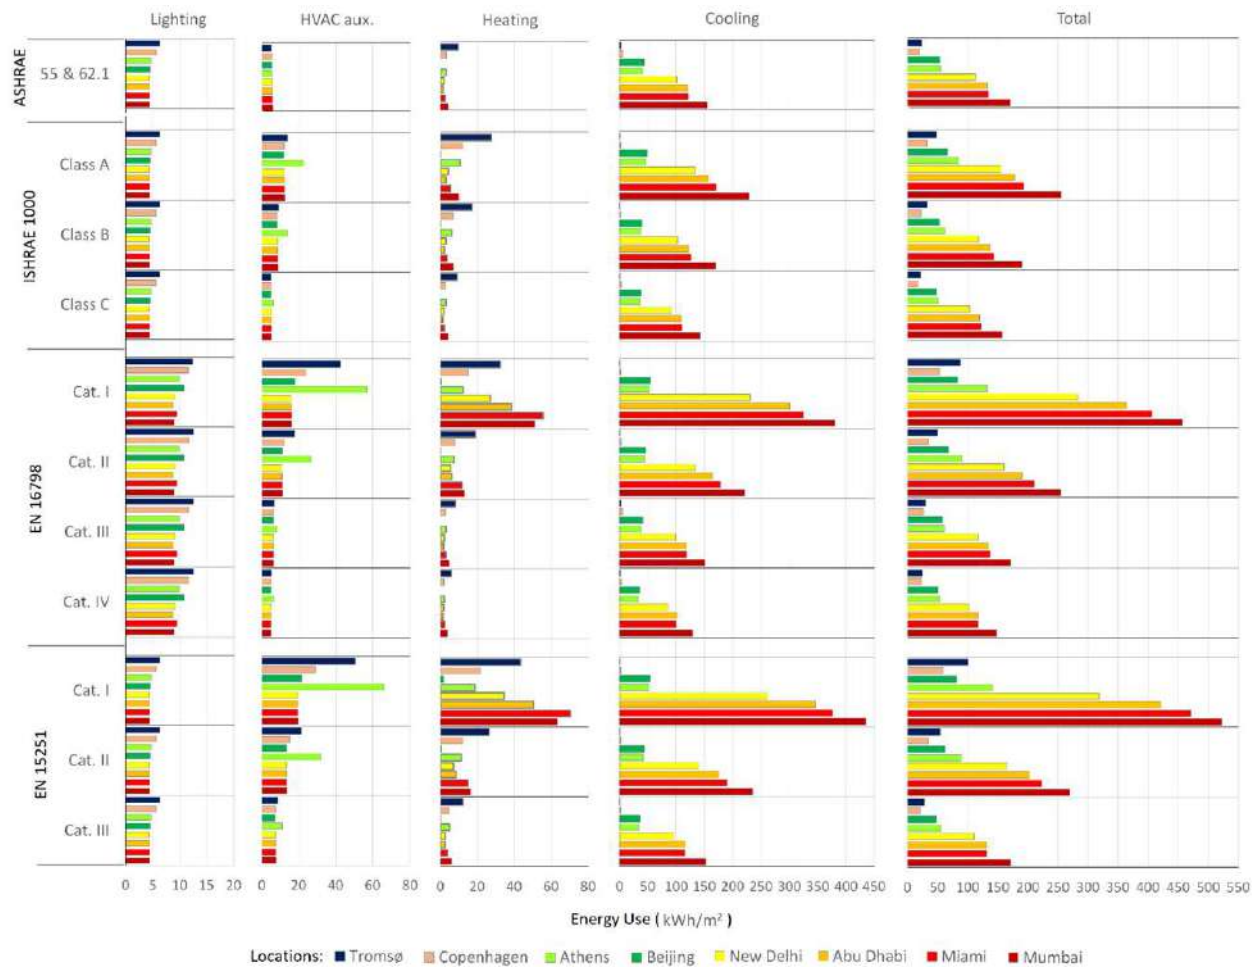 Lighting HVAC aux. Heating Cooling Total
ASHRAE
55 & 62.1
ISHRAE 1000
Class A
Class B
Class C
EN 16798
Cat. I
Cat. II
Cat. III
Cat. IV
EN 15251
Cat. I
Cat. II
Cat. III
0 5 10 15 20 0 20 40 60 80 0 20 40 60 80 0 50 100 150 200 250 300 350 400 450 0 50 100 150 200 250 300 350 400 450 500 550
Energy Use ( kWh/m² )
Locations: Tromsø Copenhagen Athens Beijing New Delhi Abu Dhabi Miami Mumbai